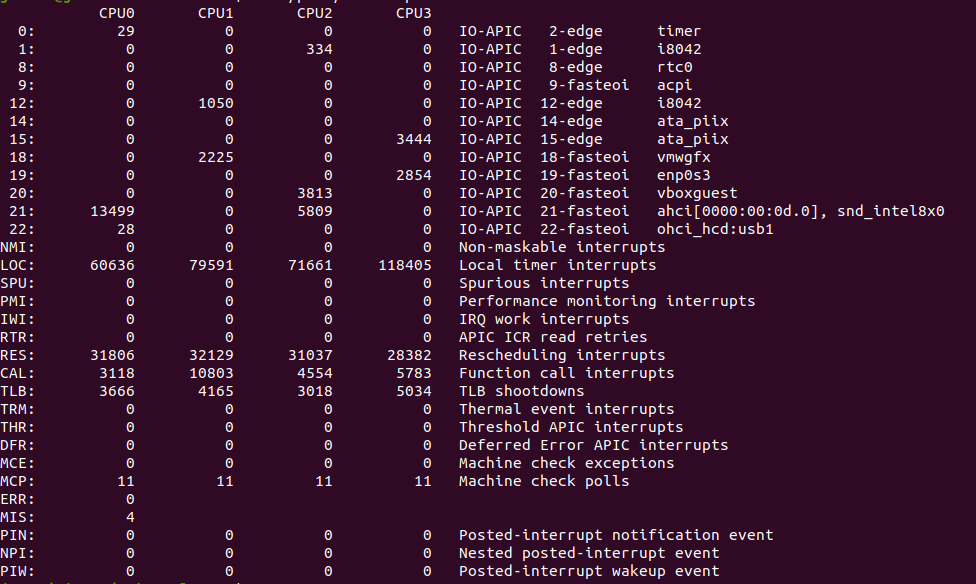 CPU0 CPU1 CPU2 CPU3
0: 29 0 0 0 IO-APIC 2-edge timer
1: 0 0 334 0 IO-APIC 1-edge i8042
8: 0 0 0 0 IO-APIC 8-edge rtc0
9: 0 0 0 0 IO-APIC 9-fasteoi acpi
12: 0 1050 0 0 IO-APIC 12-edge i8042
14: 0 0 0 0 IO-APIC 14-edge ata_piix
15: 0 0 0 3444 IO-APIC 15-edge ata_piix
18: 0 2225 0 0 IO-APIC 18-fasteoi vmwgfx
19: 0 0 0 2854 IO-APIC 19-fasteoi enp0s3
20: 0 0 3813 0 IO-APIC 20-fasteoi vboxguest
21: 13499 0 5809 0 IO-APIC 21-fasteoi ahci[0000:00:0d.0], snd_intel8x0
22: 28 0 0 0 IO-APIC 22-fasteoi ohci_hcd:usb1
NMI: 0 0 0 0 Non-maskable interrupts
LOC: 60636 79591 71661 118405 Local timer interrupts
SPU: 0 0 0 0 Spurious interrupts
PMI: 0 0 0 0 Performance monitoring interrupts
IWI: 0 0 0 0 IRQ work interrupts
RTR: 0 0 0 0 APIC ICR read retries
RES: 31806 32129 31037 28382 Rescheduling interrupts
CAL: 3118 10803 4554 5783 Function call interrupts
TLB: 3666 4165 3018 5034 TLB shootdowns
TRM: 0 0 0 0 Thermal event interrupts
THR: 0 0 0 0 Threshold APIC interrupts
DFR: 0 0 0 0 Deferred Error APIC interrupts
MCE: 0 0 0 0 Machine check exceptions
MCP: 11 11 11 11 Machine check polls
ERR: 0
MIS: 4
PIN: 0 0 0 0 Posted-interrupt notification event
NPI: 0 0 0 0 Nested posted-interrupt event
PIW: 0 0 0 0 Posted-interrupt wakeup event